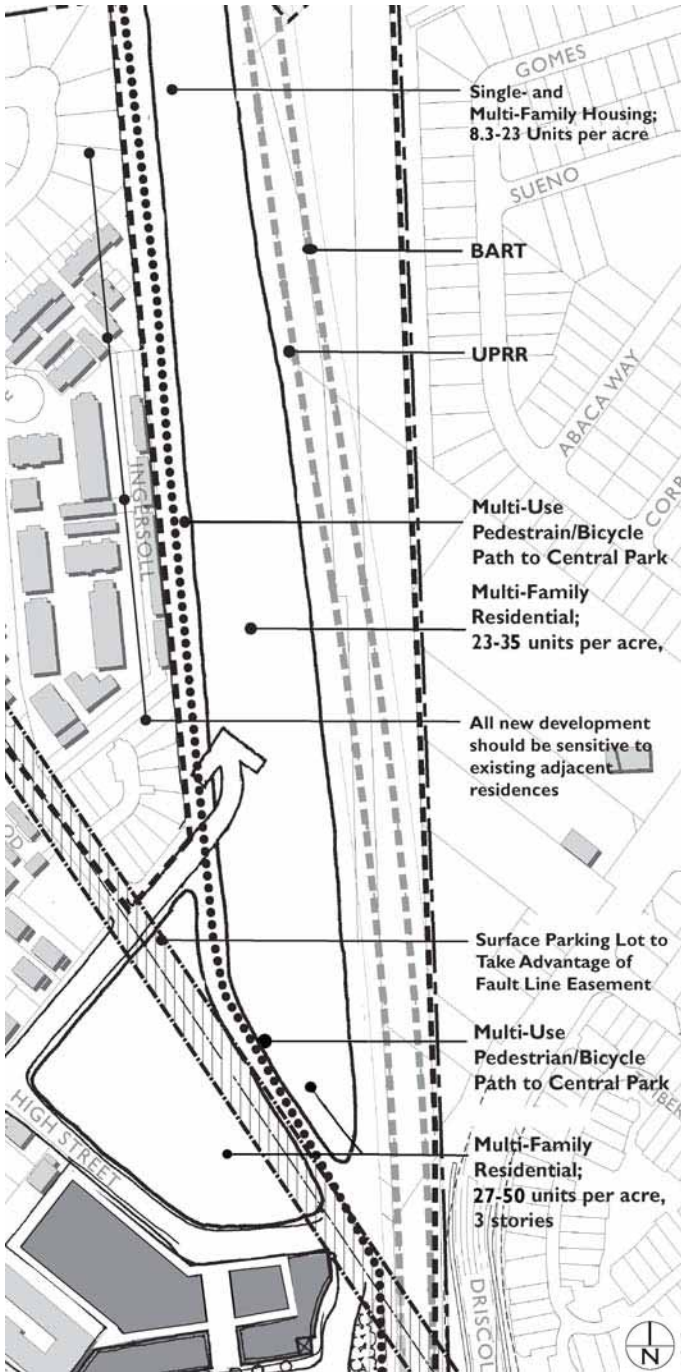 GOMES
Single- and
Multi-Family Housing;
8.3-23 Units per acre
SUENO
BART
UPRR
ABACA WAY
CORR
INGERSOLL
Multi-Use
Pedestrain/Bicycle
Path to Central Park
Multi-Family
Residential;
23-35 units per acre,
All new development
should be sensitive to
existing adjacent
residences
OD
Surface Parking Lot to
Take Advantage of
Fault Line Easement
Multi-Use
Pedestrian/Bicycle
Path to Central Park
HIGH STREET
Multi-Family
Residential;
27-50 units per acre,
3 stories
DRISCOL
N